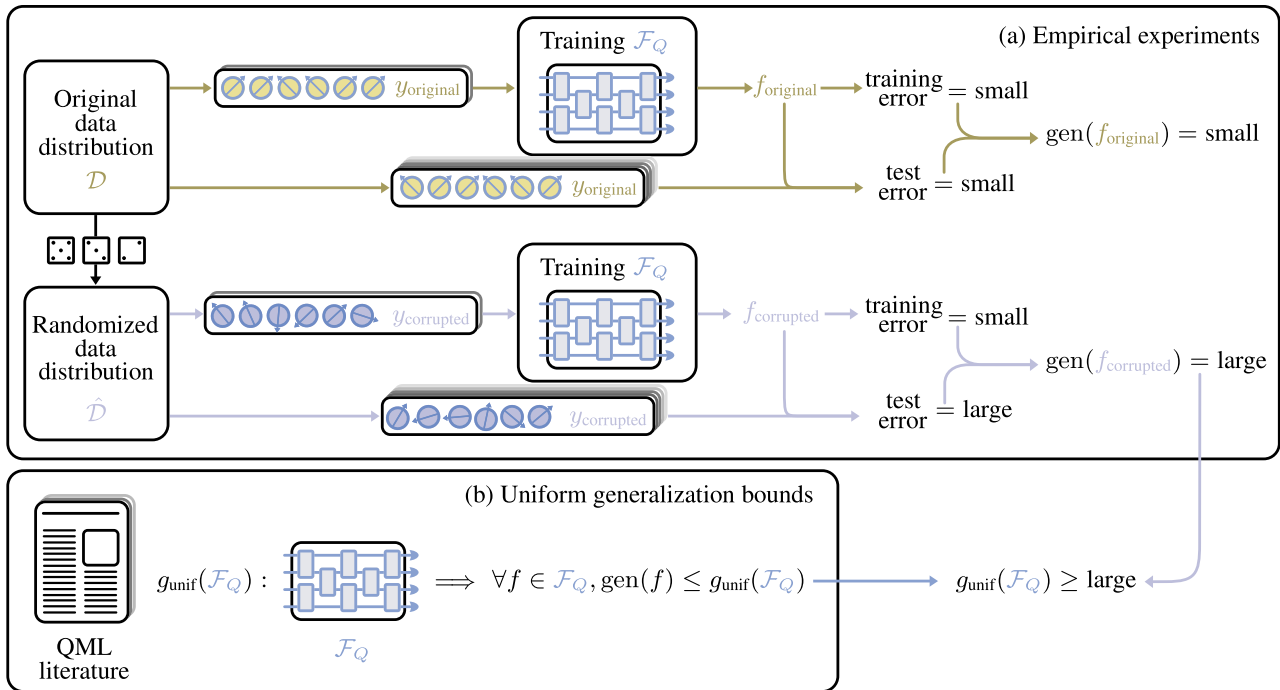 (a) Empirical experiments
Original
data
distribution
𝒟
y_original
Training ℱ_Q
f_original
training
error = small
gen(f_original) = small
y_original
test
error = small
Randomized
data
distribution
𝒟̂
y_corrupted
Training ℱ_Q
f_corrupted
training
error = small
gen(f_corrupted) = large
y_corrupted
test
error = large
(b) Uniform generalization bounds
g_unif(ℱ_Q) :
⟹ ∀f ∈ ℱ_Q, gen(f) ≤ g_unif(ℱ_Q)
g_unif(ℱ_Q) ≥ large
QML
literature
ℱ_Q